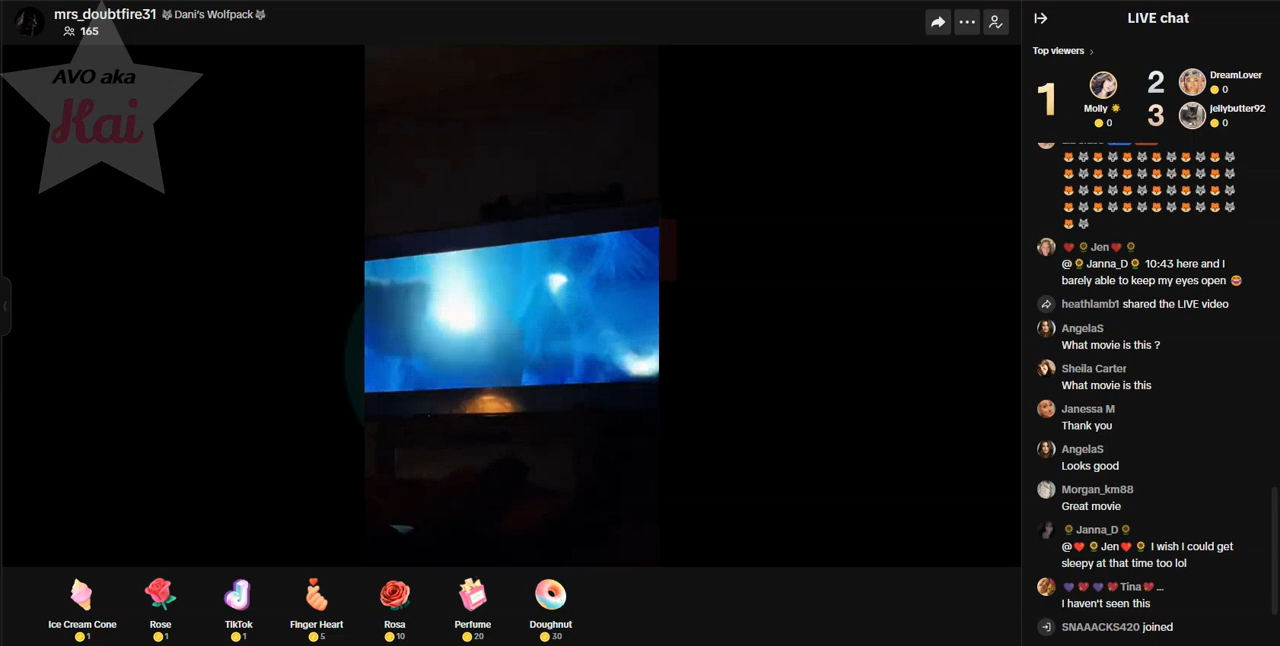 mrs_doubtfire31 🐺Dani's Wolfpack🐺
165
AVO aka
Kai
Ice Cream Cone
1
Rose
1
TikTok
1
Finger Heart
5
Rosa
10
Perfume
20
Doughnut
30
LIVE chat
Top viewers
1
Molly
0
2
DreamLover
0
3
jellybutter92
0
❤️🌻Jen❤️🌻
@🌻Janna_D🌻 10:43 here and I
barely able to keep my eyes open 😂
heathlamb1 shared the LIVE video
AngelaS
What movie is this ?
Sheila Carter
What movie is this
Janessa M
Thank you
AngelaS
Looks good
Morgan_km88
Great movie
🌻Janna_D🌻
@❤️🌻Jen❤️🌻 I wish I could get
sleepy at that time too lol
Tina ...
I haven't seen this
SNAAACKS420 joined